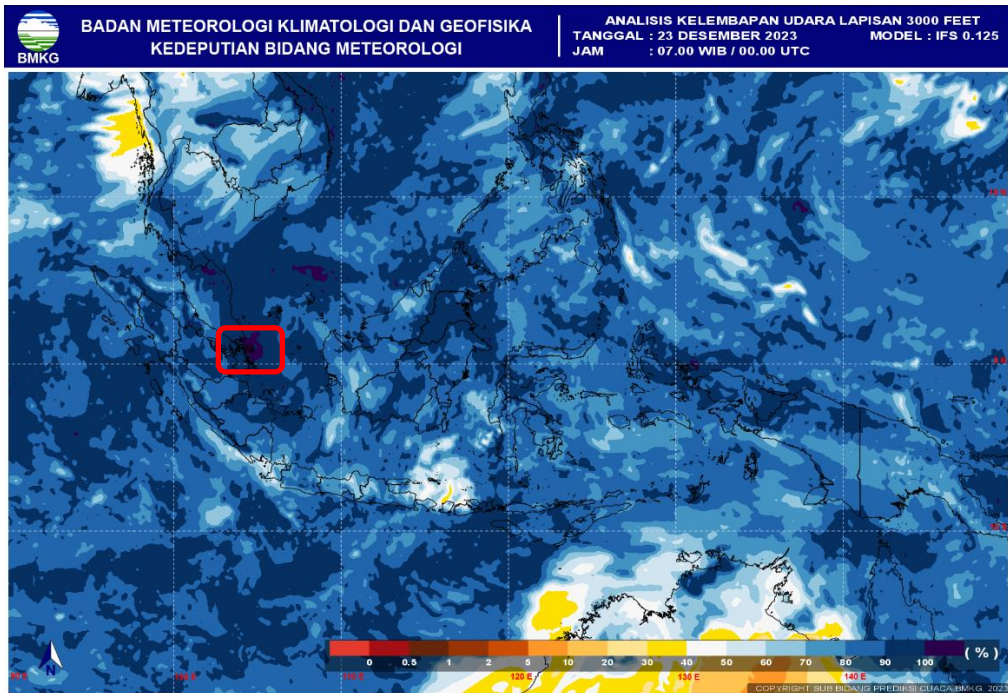 BMKG
BADAN METEOROLOGI KLIMATOLOGI DAN GEOFISIKA
KEDEPUTIAN BIDANG METEOROLOGI
ANALISIS KELEMBAPAN UDARA LAPISAN 3000 FEET
TANGGAL : 23 DESEMBER 2023 MODEL : IFS 0.125
JAM : 07.00 WIB / 00.00 UTC
N
0 0.5 1 2 5 10 20 30 40 50 60 70 80 90 100 ( % )
120 E 130 E 140 E
COPYRIGHT SUB BIDANG PREDIKSI CUACA BMKG, 2023